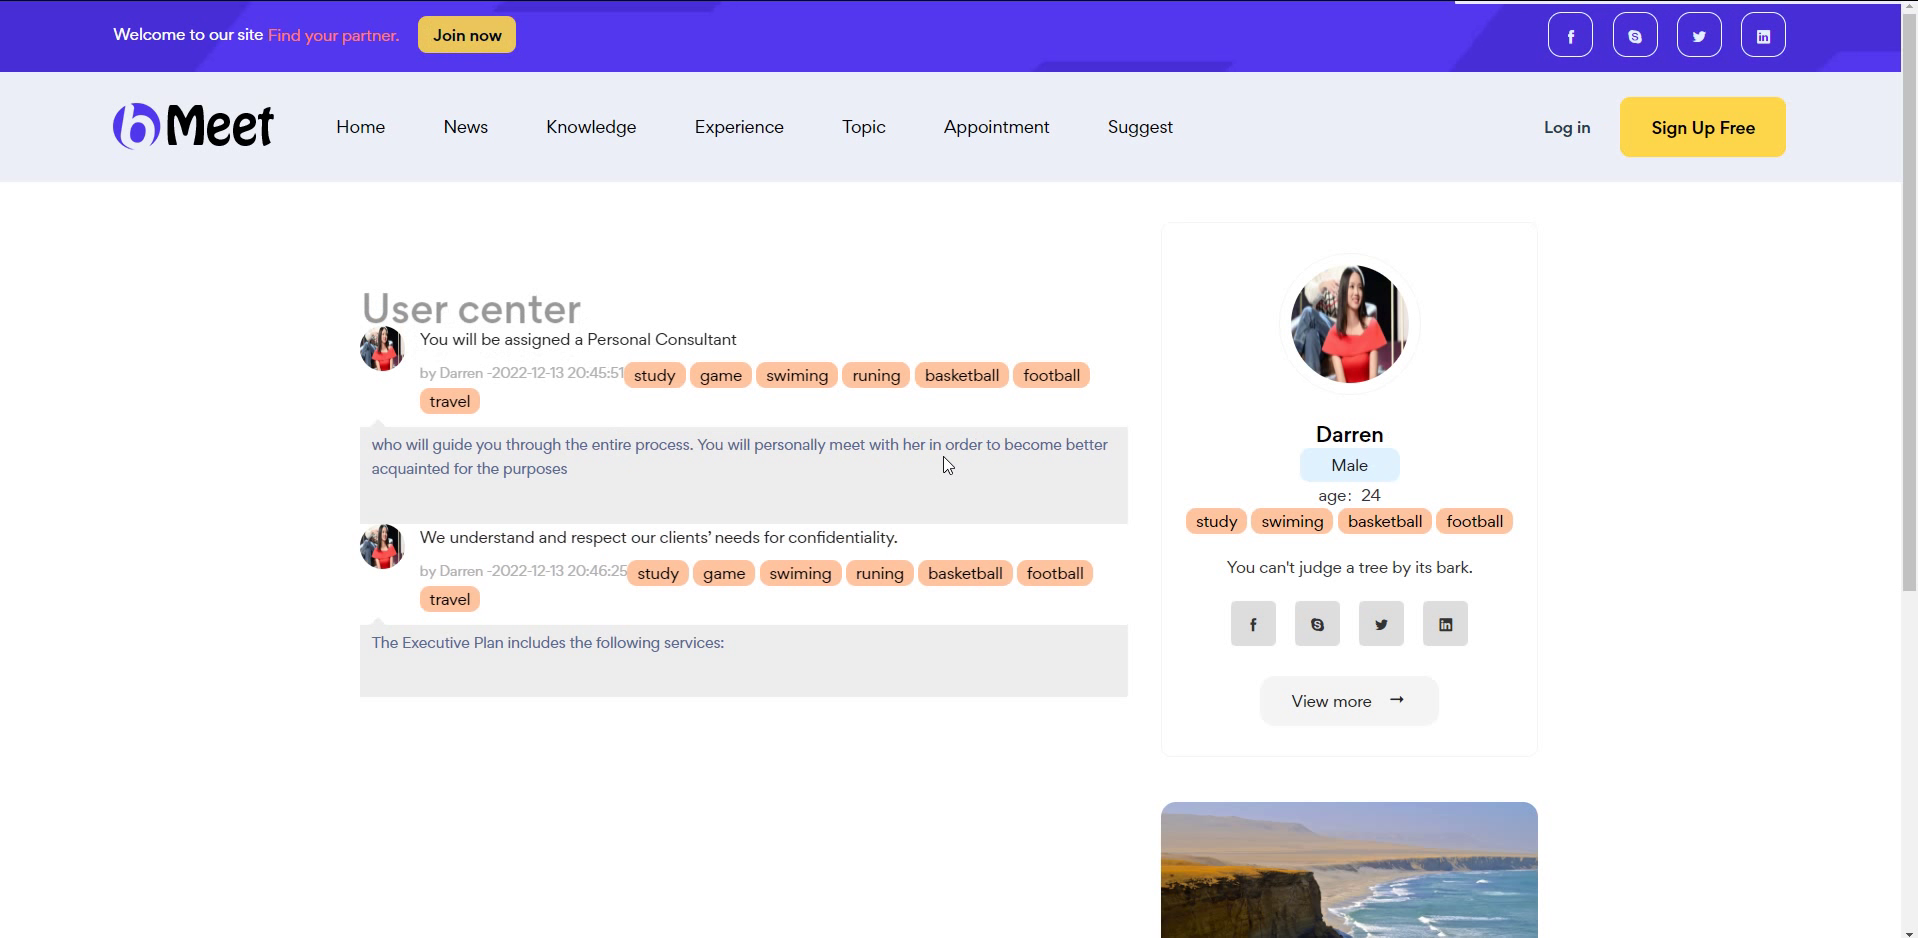 Welcome to our site Find your partner. Join now
Meet Home News Knowledge Experience Topic Appointment Suggest Log in Sign Up Free
User center
You will be assigned a Personal Consultant
by Darren -2022-12-13 20:45:51 study game swiming runing basketball football
travel
who will guide you through the entire process. You will personally meet with her in order to become better
acquainted for the purposes
We understand and respect our clients’ needs for confidentiality.
by Darren -2022-12-13 20:46:25 study game swiming runing basketball football
travel
The Executive Plan includes the following services:
Darren
Male
age: 24
study swiming basketball football
You can't judge a tree by its bark.
View more →